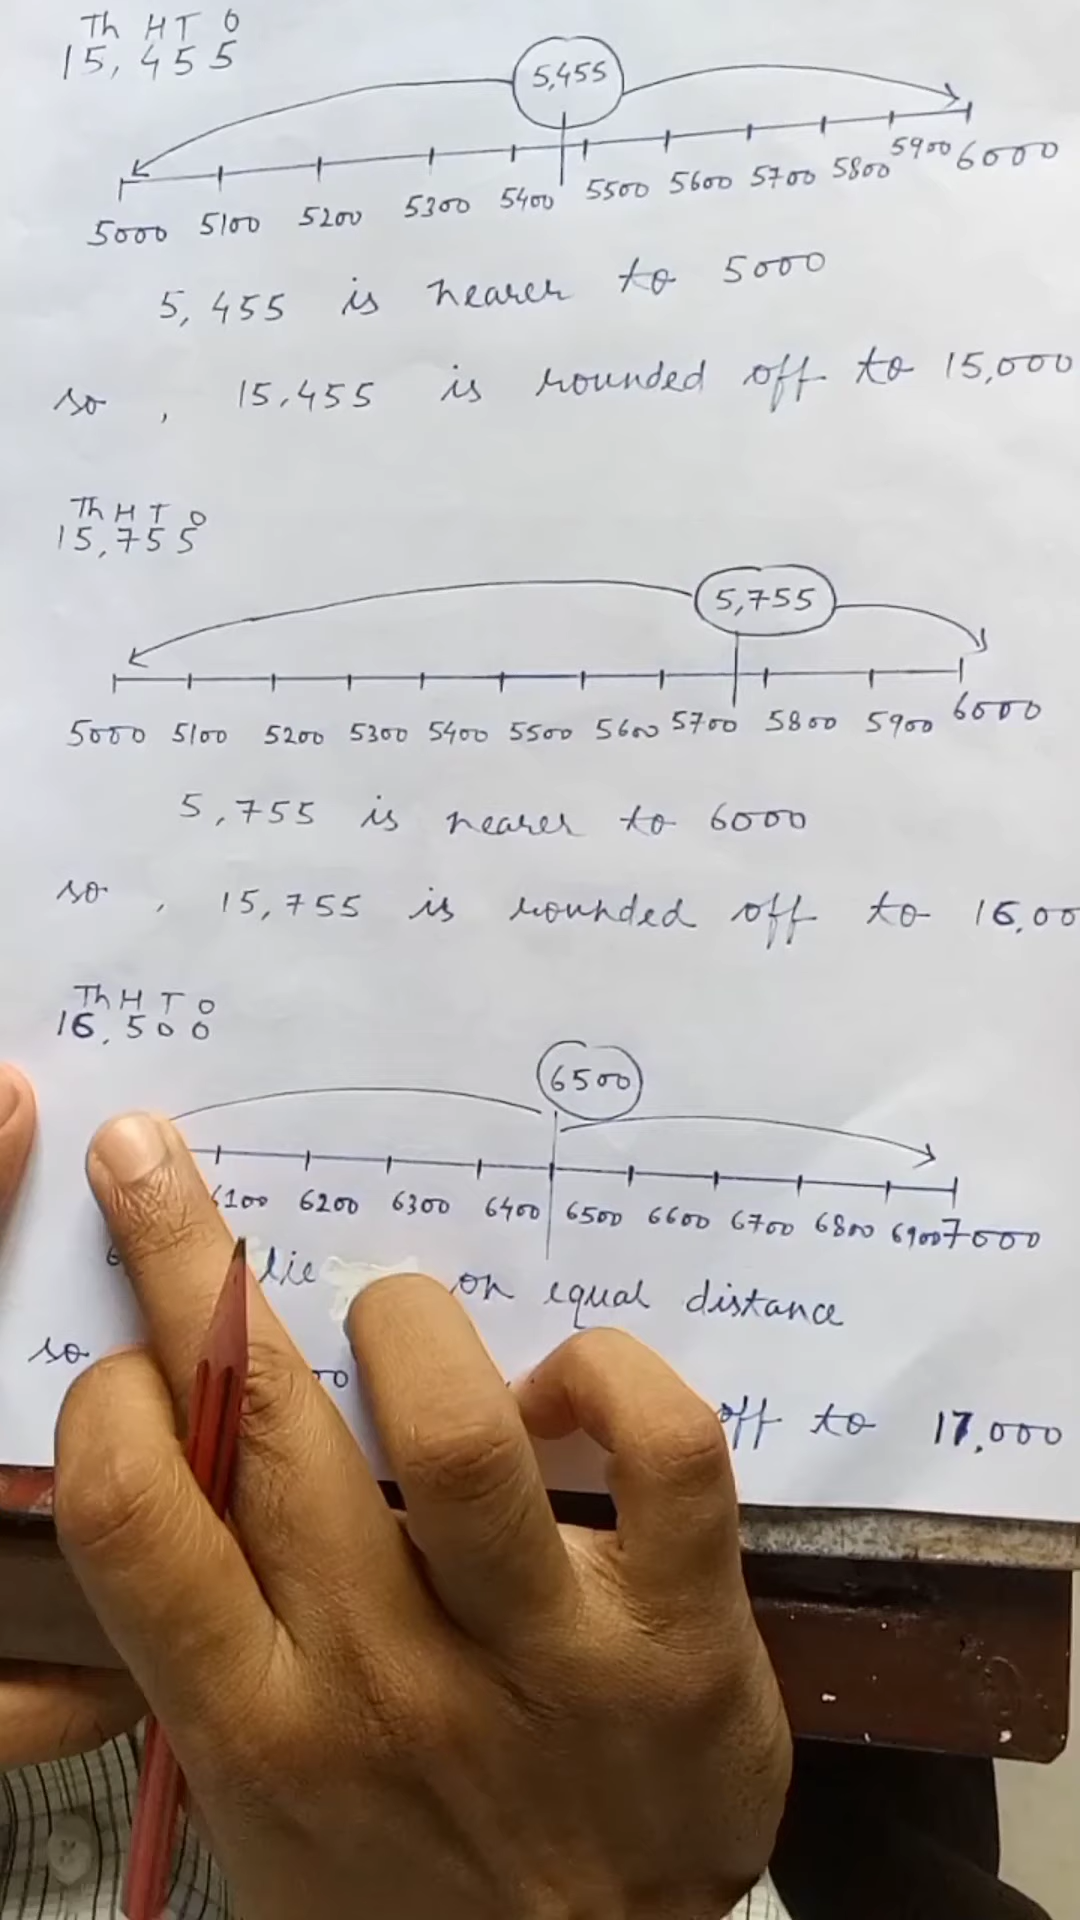 Th H T O
15,455
5,455
5000 5100 5200 5300 5400 5500 5600 5700 5800 5900 6000
5,455 is nearer to 5000
so, 15,455 is rounded off to 15,000
Th H T O
15,755
5,755
5000 5100 5200 5300 5400 5500 5600 5700 5800 5900 6000
5,755 is nearer to 6000
so, 15,755 is rounded off to 16,00
Th H T O
16,500
6500
6100 6200 6300 6400 6500 6600 6700 6800 6900 7000
lie on equal distance
so off to 17,000